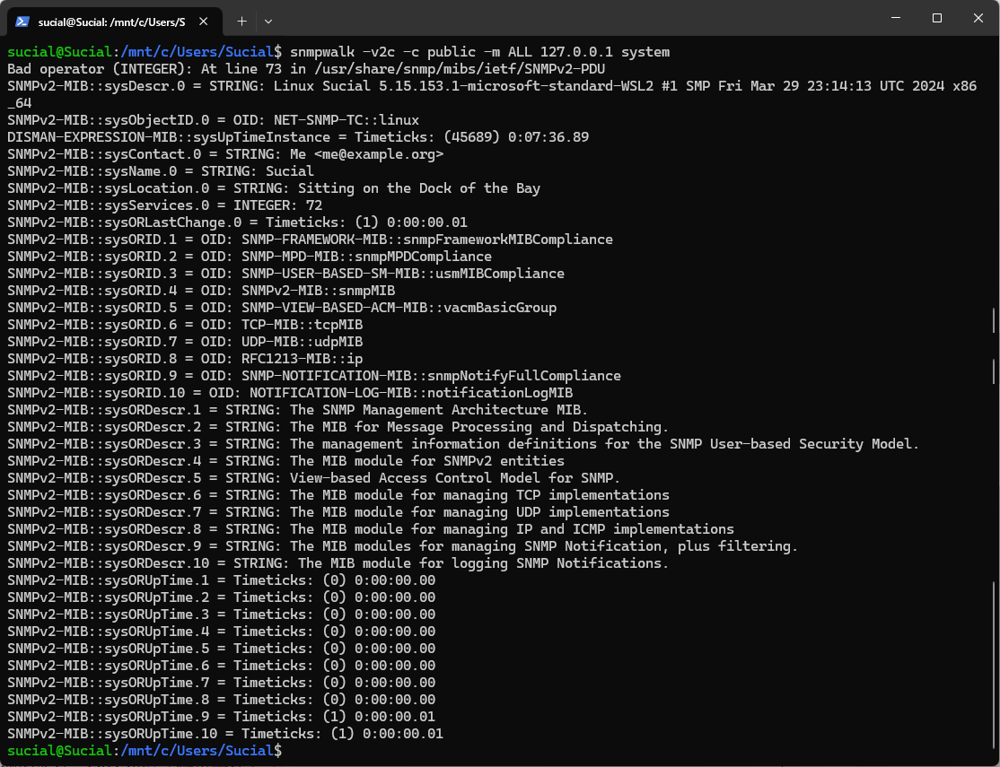 sucial@Sucial: /mnt/c/Users/S
sucial@Sucial:/mnt/c/Users/Sucial$ snmpwalk -v2c -c public -m ALL 127.0.0.1 system
Bad operator (INTEGER): At line 73 in /usr/share/snmp/mibs/ietf/SNMPv2-PDU
SNMPv2-MIB::sysDescr.0 = STRING: Linux Sucial 5.15.153.1-microsoft-standard-WSL2 #1 SMP Fri Mar 29 23:14:13 UTC 2024 x86
_64
SNMPv2-MIB::sysObjectID.0 = OID: NET-SNMP-TC::linux
DISMAN-EXPRESSION-MIB::sysUpTimeInstance = Timeticks: (45689) 0:07:36.89
SNMPv2-MIB::sysContact.0 = STRING: Me <me@example.org>
SNMPv2-MIB::sysName.0 = STRING: Sucial
SNMPv2-MIB::sysLocation.0 = STRING: Sitting on the Dock of the Bay
SNMPv2-MIB::sysServices.0 = INTEGER: 72
SNMPv2-MIB::sysORLastChange.0 = Timeticks: (1) 0:00:00.01
SNMPv2-MIB::sysORID.1 = OID: SNMP-FRAMEWORK-MIB::snmpFrameworkMIBCompliance
SNMPv2-MIB::sysORID.2 = OID: SNMP-MPD-MIB::snmpMPDCompliance
SNMPv2-MIB::sysORID.3 = OID: SNMP-USER-BASED-SM-MIB::usmMIBCompliance
SNMPv2-MIB::sysORID.4 = OID: SNMPv2-MIB::snmpMIB
SNMPv2-MIB::sysORID.5 = OID: SNMP-VIEW-BASED-ACM-MIB::vacmBasicGroup
SNMPv2-MIB::sysORID.6 = OID: TCP-MIB::tcpMIB
SNMPv2-MIB::sysORID.7 = OID: UDP-MIB::udpMIB
SNMPv2-MIB::sysORID.8 = OID: RFC1213-MIB::ip
SNMPv2-MIB::sysORID.9 = OID: SNMP-NOTIFICATION-MIB::snmpNotifyFullCompliance
SNMPv2-MIB::sysORID.10 = OID: NOTIFICATION-LOG-MIB::notificationLogMIB
SNMPv2-MIB::sysORDescr.1 = STRING: The SNMP Management Architecture MIB.
SNMPv2-MIB::sysORDescr.2 = STRING: The MIB for Message Processing and Dispatching.
SNMPv2-MIB::sysORDescr.3 = STRING: The management information definitions for the SNMP User-based Security Model.
SNMPv2-MIB::sysORDescr.4 = STRING: The MIB module for SNMPv2 entities
SNMPv2-MIB::sysORDescr.5 = STRING: View-based Access Control Model for SNMP.
SNMPv2-MIB::sysORDescr.6 = STRING: The MIB module for managing TCP implementations
SNMPv2-MIB::sysORDescr.7 = STRING: The MIB module for managing UDP implementations
SNMPv2-MIB::sysORDescr.8 = STRING: The MIB module for managing IP and ICMP implementations
SNMPv2-MIB::sysORDescr.9 = STRING: The MIB modules for managing SNMP Notification, plus filtering.
SNMPv2-MIB::sysORDescr.10 = STRING: The MIB module for logging SNMP Notifications.
SNMPv2-MIB::sysORUpTime.1 = Timeticks: (0) 0:00:00.00
SNMPv2-MIB::sysORUpTime.2 = Timeticks: (0) 0:00:00.00
SNMPv2-MIB::sysORUpTime.3 = Timeticks: (0) 0:00:00.00
SNMPv2-MIB::sysORUpTime.4 = Timeticks: (0) 0:00:00.00
SNMPv2-MIB::sysORUpTime.5 = Timeticks: (0) 0:00:00.00
SNMPv2-MIB::sysORUpTime.6 = Timeticks: (0) 0:00:00.00
SNMPv2-MIB::sysORUpTime.7 = Timeticks: (0) 0:00:00.00
SNMPv2-MIB::sysORUpTime.8 = Timeticks: (0) 0:00:00.00
SNMPv2-MIB::sysORUpTime.9 = Timeticks: (1) 0:00:00.01
SNMPv2-MIB::sysORUpTime.10 = Timeticks: (1) 0:00:00.01
sucial@Sucial:/mnt/c/Users/Sucial$